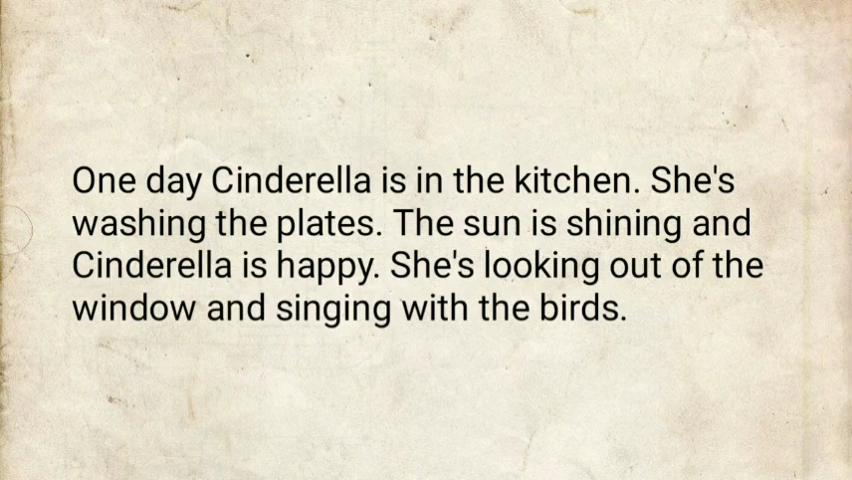 One day Cinderella is in the kitchen. She's
washing the plates. The sun is shining and
Cinderella is happy. She's looking out of the
window and singing with the birds.